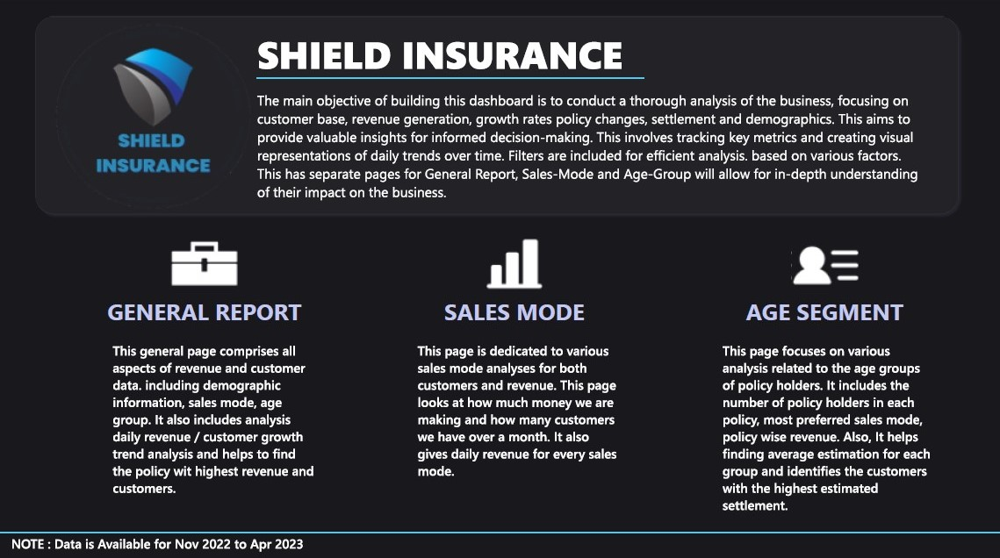 SHIELD
INSURANCE
SHIELD INSURANCE
The main objective of building this dashboard is to conduct a thorough analysis of the business, focusing on
customer base, revenue generation, growth rates policy changes, settlement and demographics. This aims to
provide valuable insights for informed decision-making. This involves tracking key metrics and creating visual
representations of daily trends over time. Filters are included for efficient analysis. based on various factors.
This has separate pages for General Report, Sales-Mode and Age-Group will allow for in-depth understanding
of their impact on the business.
GENERAL REPORT
This general page comprises all
aspects of revenue and customer
data. including demographic
information, sales mode, age
group. It also includes analysis
daily revenue / customer growth
trend analysis and helps to find
the policy wit highest revenue and
customers.
SALES MODE
This page is dedicated to various
sales mode analyses for both
customers and revenue. This page
looks at how much money we are
making and how many customers
we have over a month. It also
gives daily revenue for every sales
mode.
AGE SEGMENT
This page focuses on various
analysis related to the age groups
of policy holders. It includes the
number of policy holders in each
policy, most preferred sales mode,
policy wise revenue. Also, It helps
finding average estimation for each
group and identifies the customers
with the highest estimated
settlement.
NOTE : Data is Available for Nov 2022 to Apr 2023